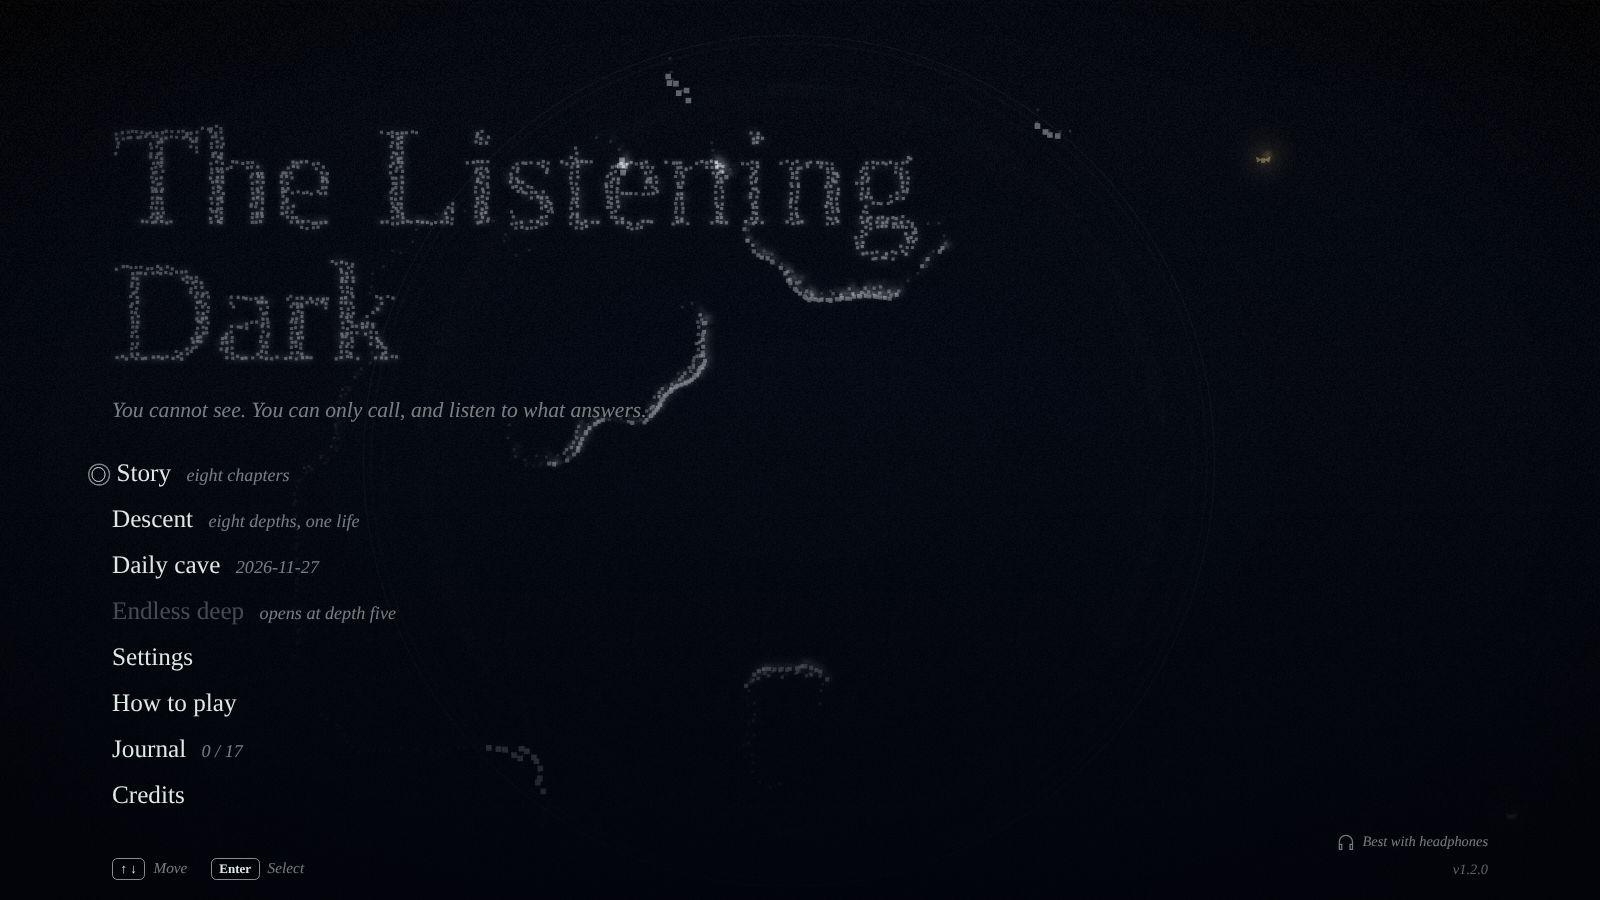 The Listening
Dark
You cannot see. You can only call, and listen to what answers.
Story eight chapters
Descent eight depths, one life
Daily cave 2026-11-27
Endless deep opens at depth five
Settings
How to play
Journal 0 / 17
Credits
↑ ↓ Move Enter Select
Best with headphones
v1.2.0